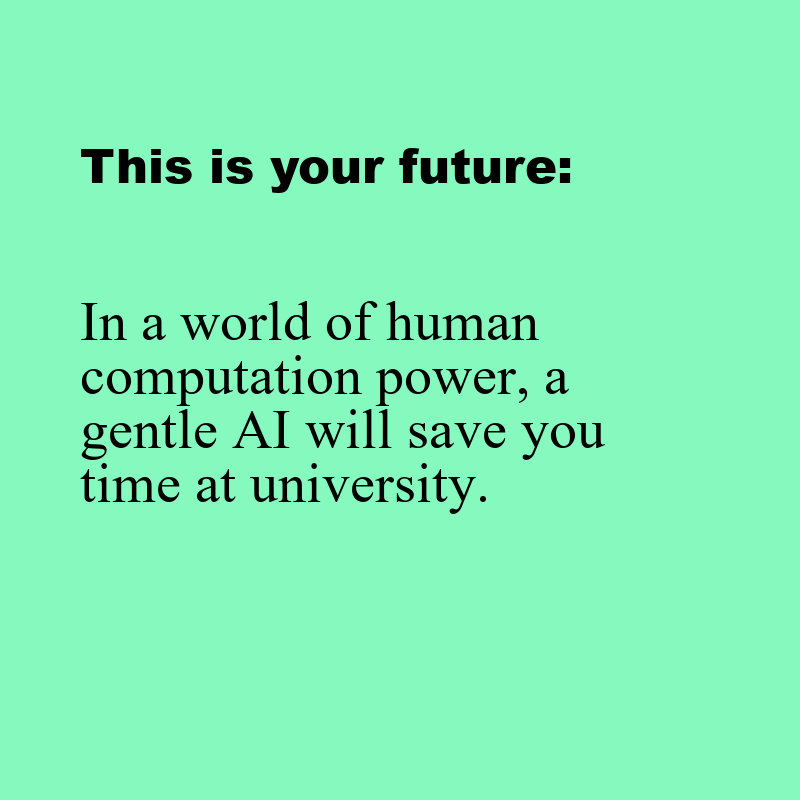 This is your future:
In a world of human
computation power, a
gentle AI will save you
time at university.